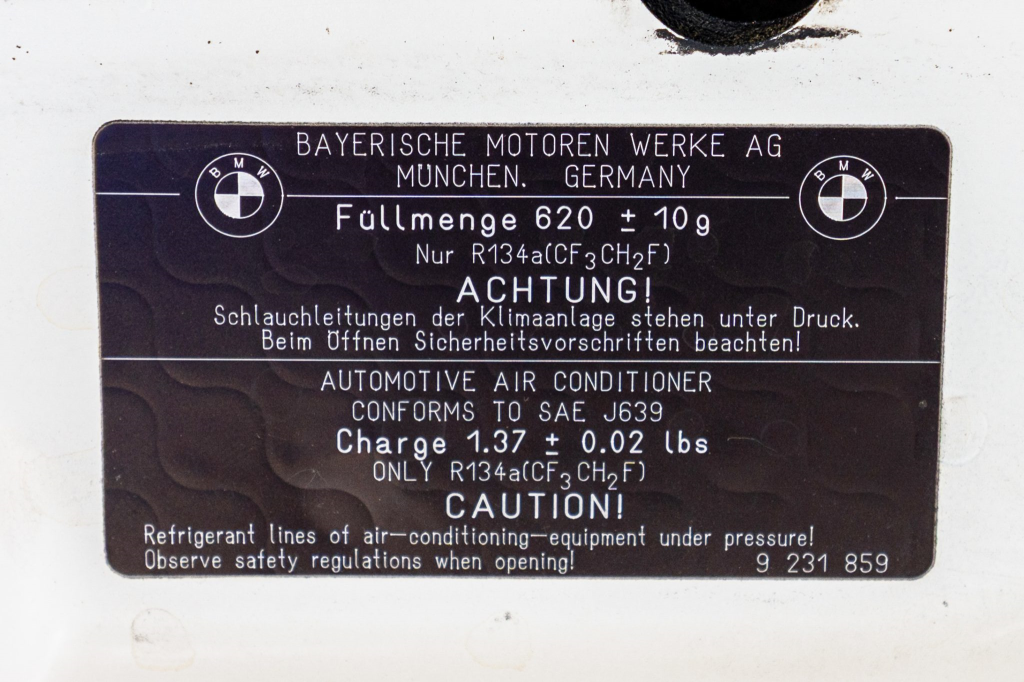 BAYERISCHE MOTOREN WERKE AG
MÜNCHEN. GERMANY
BMW
BMW
Füllmenge 620 ± 10g
Nur R134a(CF₃CH₂F)
ACHTUNG!
Schlauchleitungen der Klimaanlage stehen unter Druck.
Beim Öffnen Sicherheitsvorschriften beachten!
AUTOMOTIVE AIR CONDITIONER
CONFORMS TO SAE J639
Charge 1.37 ± 0.02 lbs
ONLY R134a(CF₃CH₂F)
CAUTION!
Refrigerant lines of air–conditioning–equipment under pressure!
Observe safety regulations when opening!
9 231 859